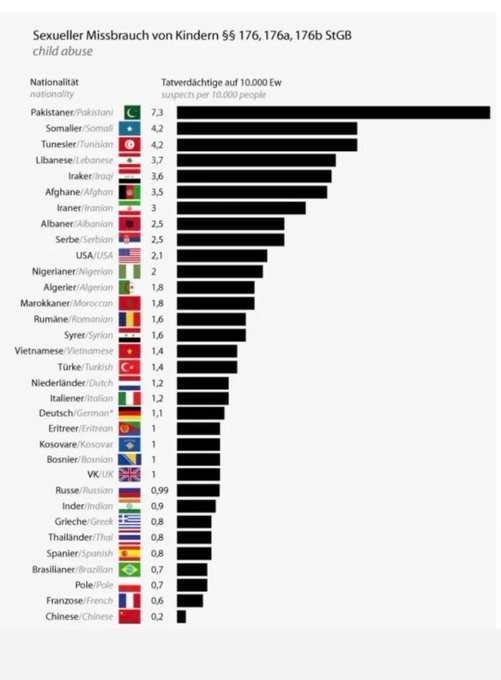 Sexueller Missbrauch von Kindern §§ 176, 176a, 176b StGB
child abuse
Nationalität Tatverdächtige auf 10.000 Ew
nationality suspects per 10.000 people
Pakistaner/Pakistani 7,3
Somalier/Somali 4,2
Tunesier/Tunisian 4,2
Libanese/Lebanese 3,7
Iraker/Iraqi 3,6
Afghane/Afghan 3,5
Iraner/Iranian 3
Albaner/Albanian 2,5
Serbe/Serbian 2,5
USA/USA 2,1
Nigerianer/Nigerian 2
Algerier/Algerian 1,8
Marokkaner/Moroccan 1,8
Rumäne/Romanian 1,6
Syrer/Syrian 1,6
Vietnamese/Vietnamese 1,4
Türke/Turkish 1,4
Niederländer/Dutch 1,2
Italiener/Italian 1,2
Deutsch/German* 1,1
Eritreer/Eritrean 1
Kosovare/Kosovar 1
Bosnier/Bosnian 1
VK/UK 1
Russe/Russian 0,99
Inder/Indian 0,9
Grieche/Greek 0,8
Thailänder/Thai 0,8
Spanier/Spanish 0,8
Brasilianer/Brazilian 0,7
Pole/Pole 0,7
Franzose/French 0,6
Chinese/Chinese 0,2